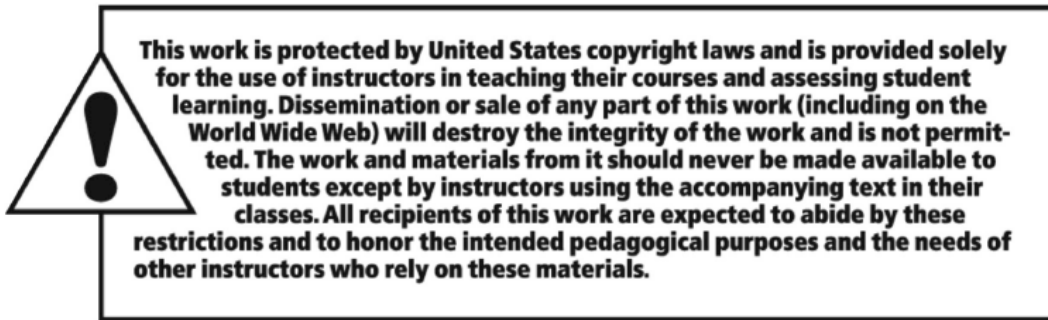 This work is protected by United States copyright laws and is provided solely
for the use of instructors in teaching their courses and assessing student
learning. Dissemination or sale of any part of this work (including on the
World Wide Web) will destroy the integrity of the work and is not permit-
ted. The work and materials from it should never be made available to
students except by instructors using the accompanying text in their
classes. All recipients of this work are expected to abide by these
restrictions and to honor the intended pedagogical purposes and the needs of
other instructors who rely on these materials.